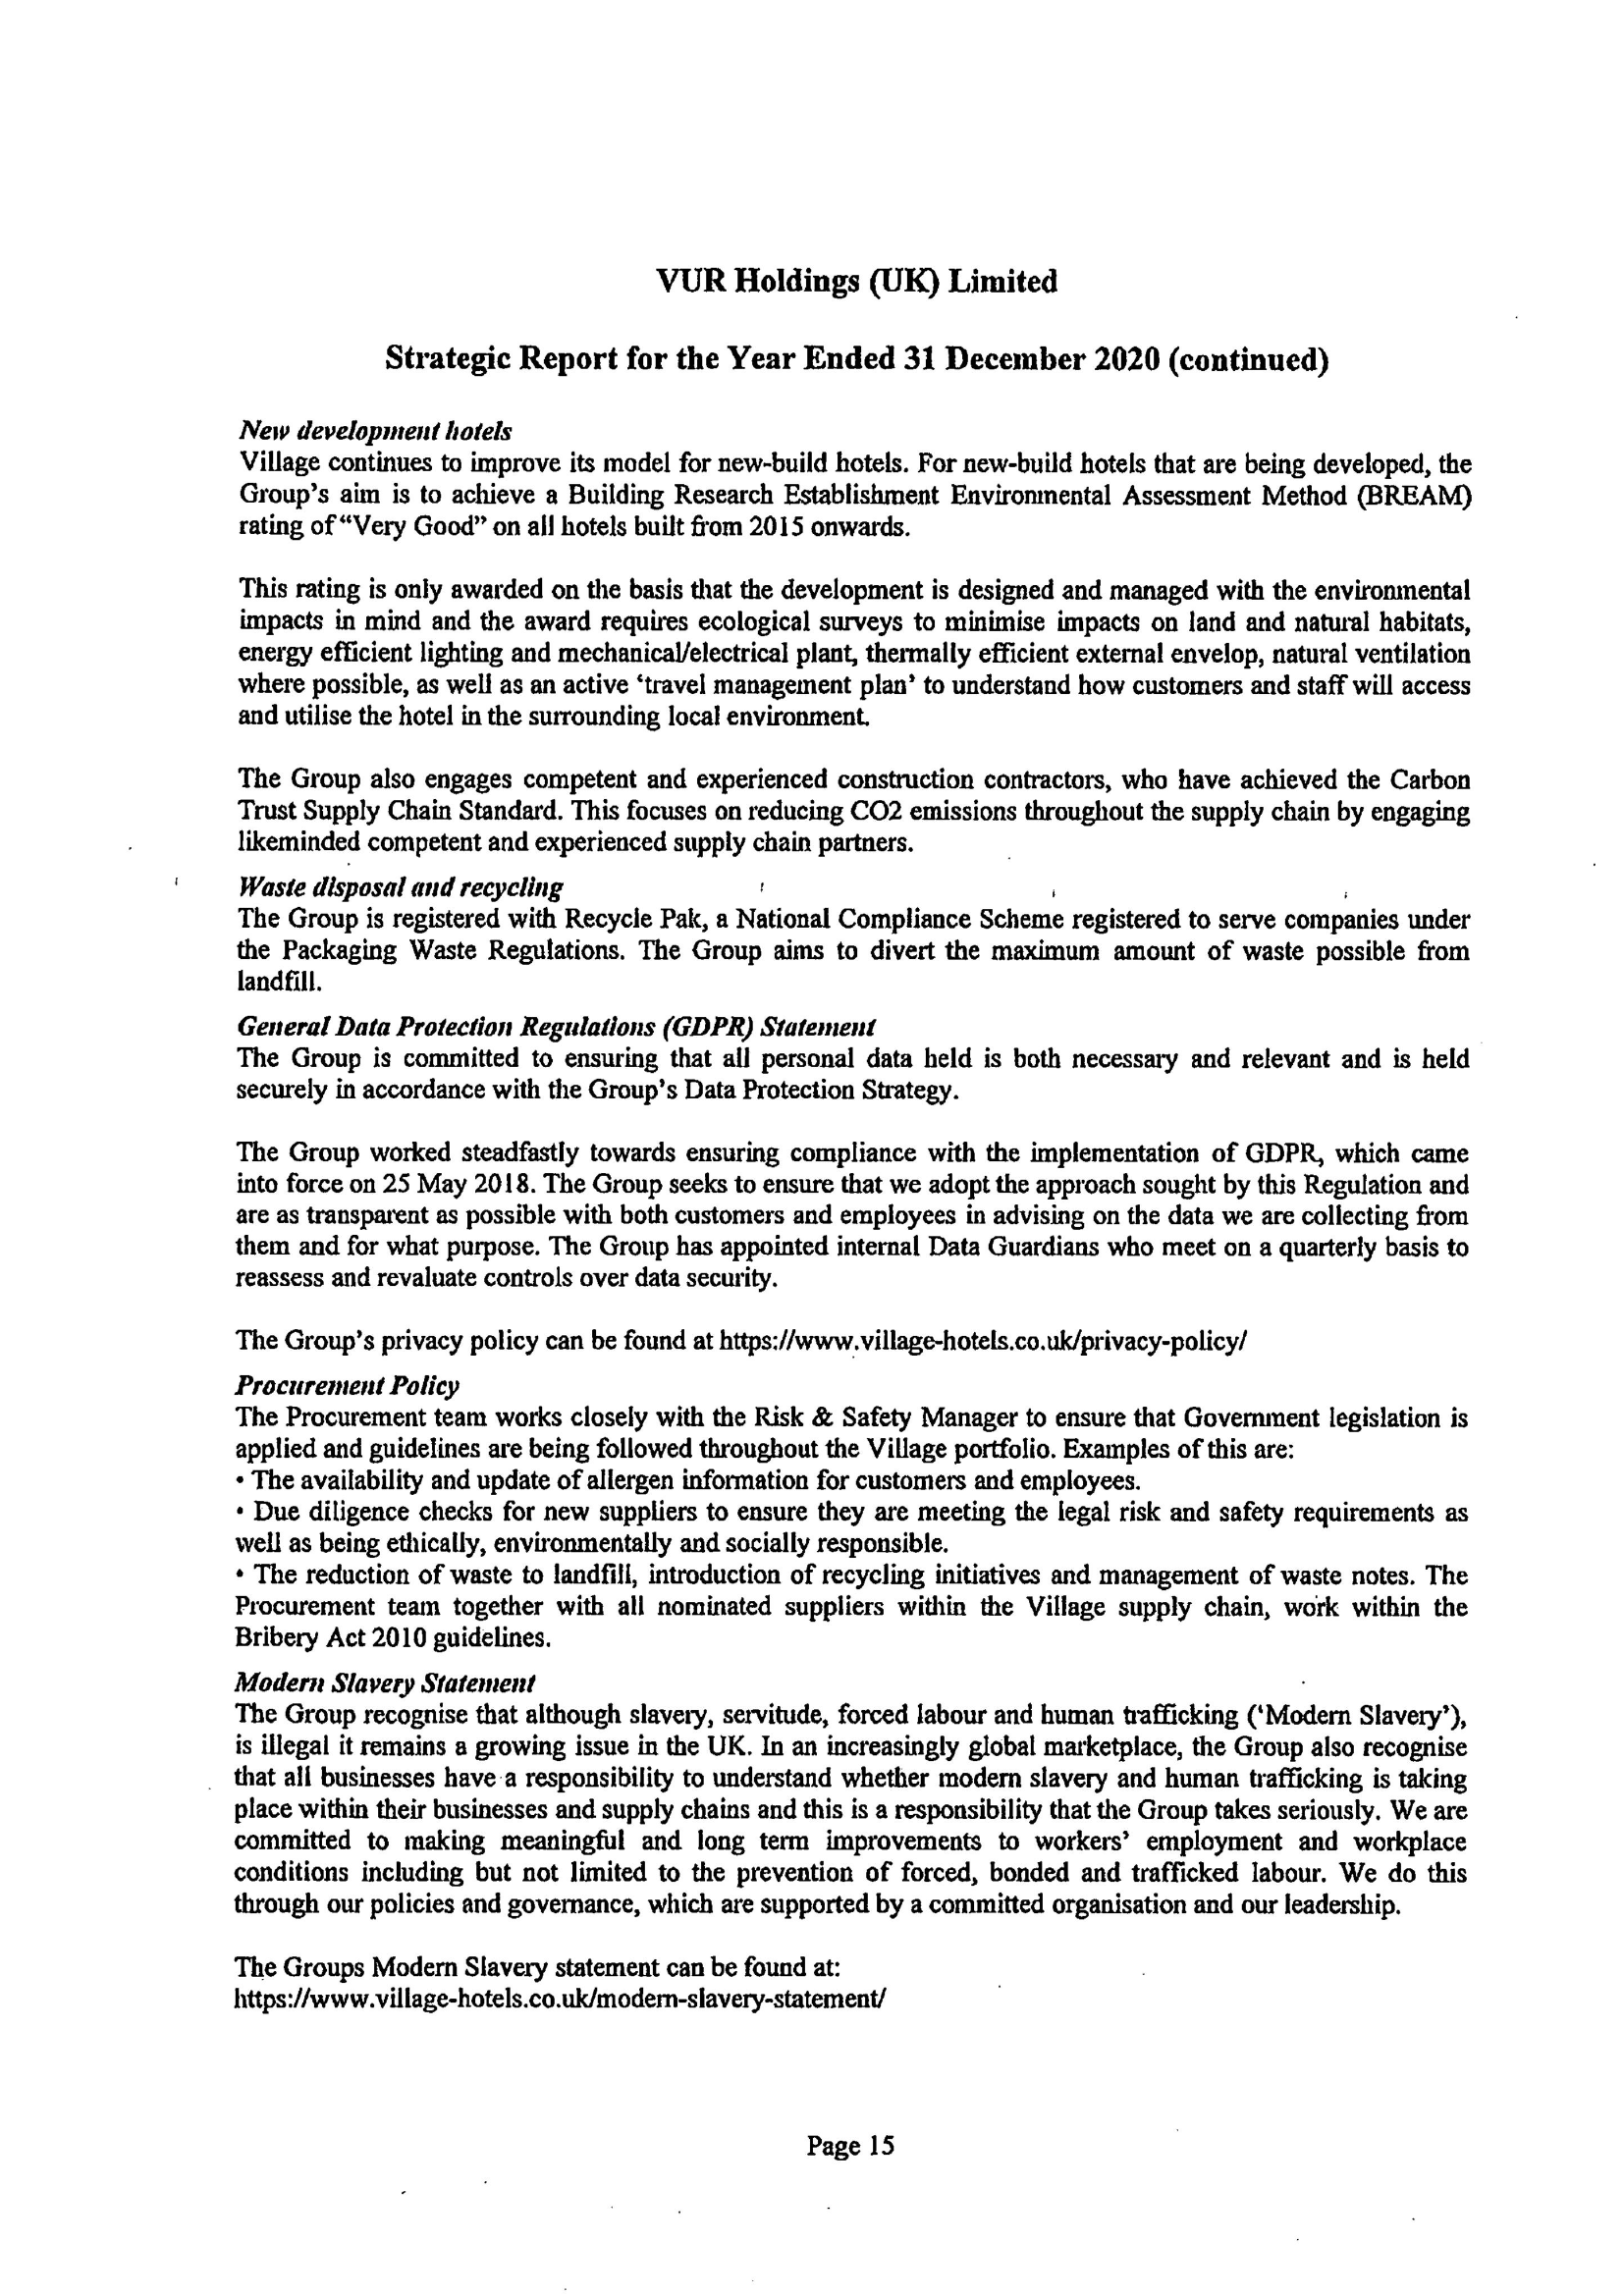 VUR Holdings (UK) Limited
Strategic Report for the Year Ended 31 December 2020 (continued)
New development hotels
Village continues to improve its model for new-build hotels. For new-build hotels that are being developed, the
Group's aim is to achieve a Building Research Establishment Environmental Assessment Method (BREAM)
rating of "Very Good" on all hotels built from 2015 onwards.
This rating is only awarded on the basis that the development is designed and managed with the environmental
impacts in mind and the award requires ecological surveys to minimise impacts on land and natural habitats,
energy efficient lighting and mechanical/electrical plant, thermally efficient external envelop, natural ventilation
where possible, as well as an active 'travel management plan' to understand how customers and staff will access
and utilise the hotel in the surrounding local environment.
The Group also engages competent and experienced construction contractors, who have achieved the Carbon
Trust Supply Chain Standard. This focuses on reducing CO2 emissions throughout the supply chain by engaging
likeminded competent and experienced supply chain partners.
Waste disposal and recycling
The Group is registered with Recycle Pak, a National Compliance Scheme registered to serve companies under
the Packaging Waste Regulations. The Group aims to divert the maximum amount of waste possible from
landfill.
General Data Protection Regulations (GDPR) Statement
The Group is committed to ensuring that all personal data held is both necessary and relevant and is held
securely in accordance with the Group's Data Protection Strategy.
The Group worked steadfastly towards ensuring compliance with the implementation of GDPR, which came
into force on 25 May 2018. The Group seeks to ensure that we adopt the approach sought by this Regulation and
are as transparent as possible with both customers and employees in advising on the data we are collecting from
them and for what purpose. The Group has appointed internal Data Guardians who meet on a quarterly basis to
reassess and revaluate controls over data security.
The Group's privacy policy can be found at https://www.village-hotels.co.uk/privacy-policy/
Procurement Policy
The Procurement team works closely with the Risk & Safety Manager to ensure that Government legislation is
applied and guidelines are being followed throughout the Village portfolio. Examples of this are:
• The availability and update of allergen information for customers and employees.
• Due diligence checks for new suppliers to ensure they are meeting the legal risk and safety requirements as
well as being ethically, environmentally and socially responsible.
• The reduction of waste to landfill, introduction of recycling initiatives and management of waste notes. The
Procurement team together with all nominated suppliers within the Village supply chain, work within the
Bribery Act 2010 guidelines.
Modern Slavery Statement
The Group recognise that although slavery, servitude, forced labour and human trafficking ('Modern Slavery'),
is illegal it remains a growing issue in the UK. In an increasingly global marketplace, the Group also recognise
that all businesses have a responsibility to understand whether modern slavery and human trafficking is taking
place within their businesses and supply chains and this is a responsibility that the Group takes seriously. We are
committed to making meaningful and long term improvements to workers' employment and workplace
conditions including but not limited to the prevention of forced, bonded and trafficked labour. We do this
through our policies and governance, which are supported by a committed organisation and our leadership.
The Groups Modern Slavery statement can be found at:
https://www.village-hotels.co.uk/modern-slavery-statement/
Page 15